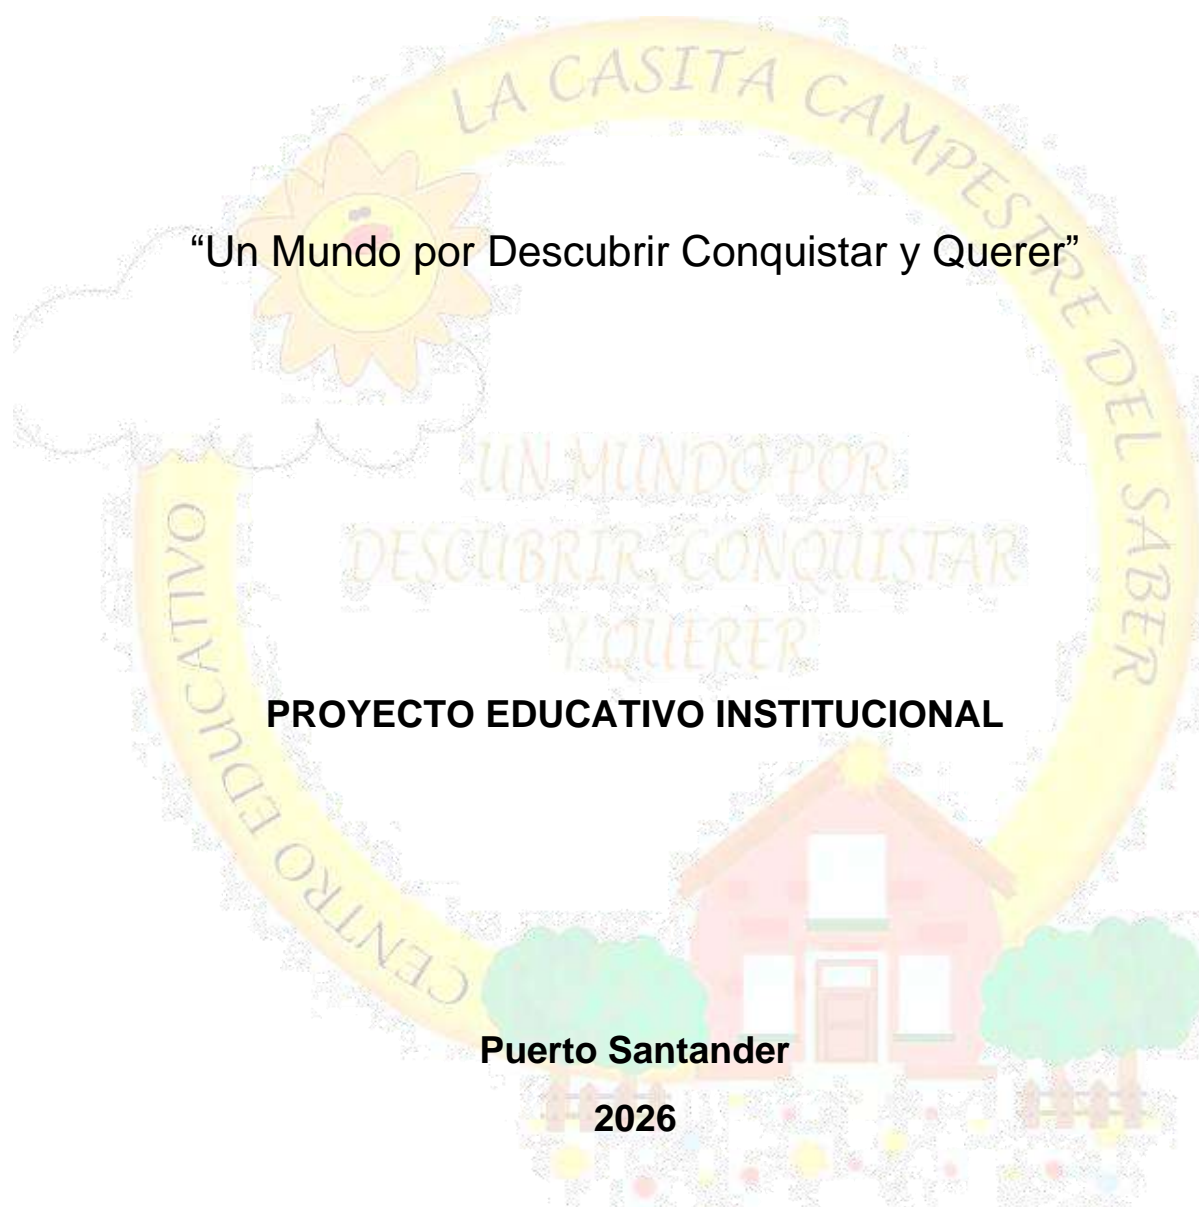 LA CASITA CAMPESTRE DEL SABER
“Un Mundo por Descubrir Conquistar y Querer”
UN MUNDO POR
DESCUBRIR, CONQUISTAR
Y QUERER
CENTRO EDUCATIVO
PROYECTO EDUCATIVO INSTITUCIONAL
Puerto Santander
2026